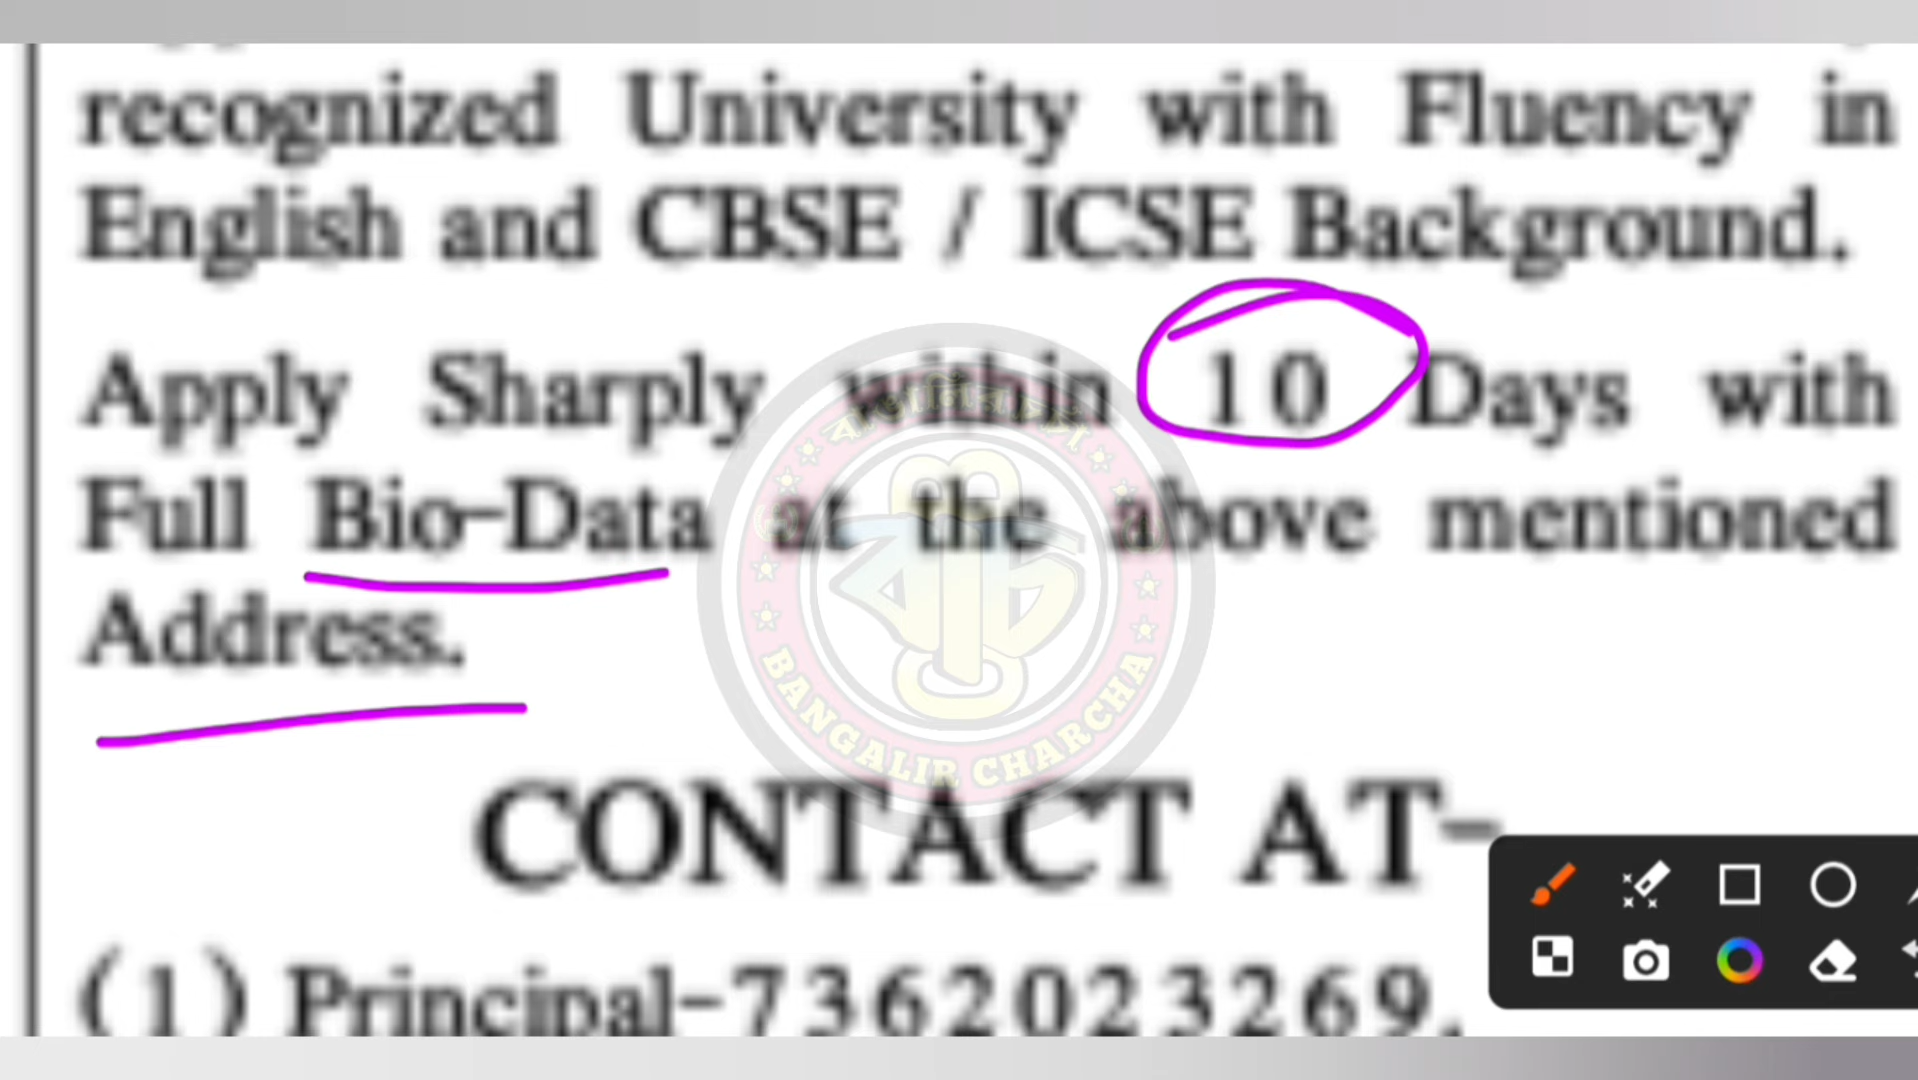 recognized University with Fluency in
English and CBSE / ICSE Background.
Apply Sharply within 10 Days with
Full Bio-Data at the above mentioned
Address.
BANGALIR CHARCHA
CONTACT AT-
(1) Principal-7362023269,